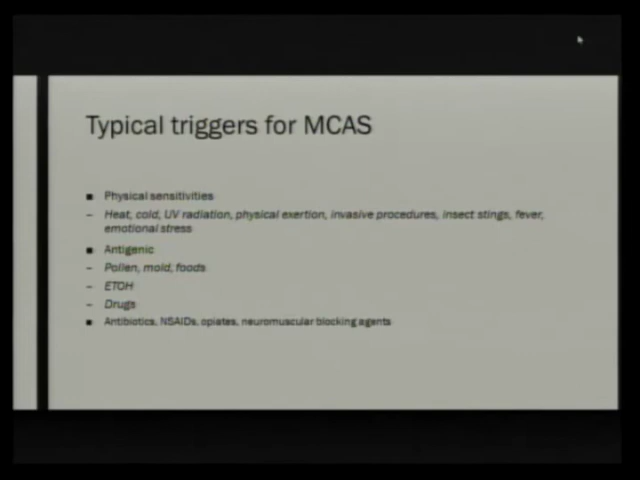 Typical triggers for MCAS
■ Physical sensitivities
– Heat, cold, UV radiation, physical exertion, invasive procedures, insect stings, fever,
emotional stress
■ Antigenic
– Pollen, mold, foods
– ETOH
– Drugs
■ Antibiotics, NSAIDs, opiates, neuromuscular blocking agents